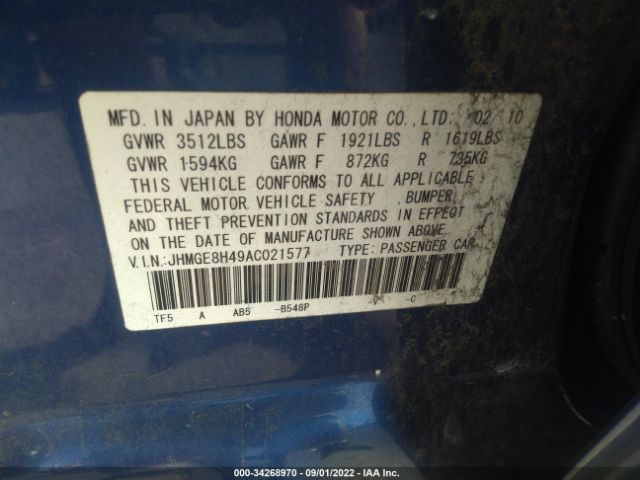 MFD. IN JAPAN BY HONDA MOTOR CO.,LTD. 02/10
GVWR 3512LBS GAWR F 1921LBS R 1619LBS
GVWR 1594KG GAWR F 872KG R 735KG
THIS VEHICLE CONFORMS TO ALL APPLICABLE
FEDERAL MOTOR VEHICLE SAFETY ,BUMPER,
AND THEFT PREVENTION STANDARDS IN EFFECT
ON THE DATE OF MANUFACTURE SHOWN ABOVE.
V.I.N.:JHMGE8H49AC021577 TYPE: PASSENGER CAR
TF5 A AB5 -B548P -V -C
000-34268970 - 09/01/2022 - IAA Inc.